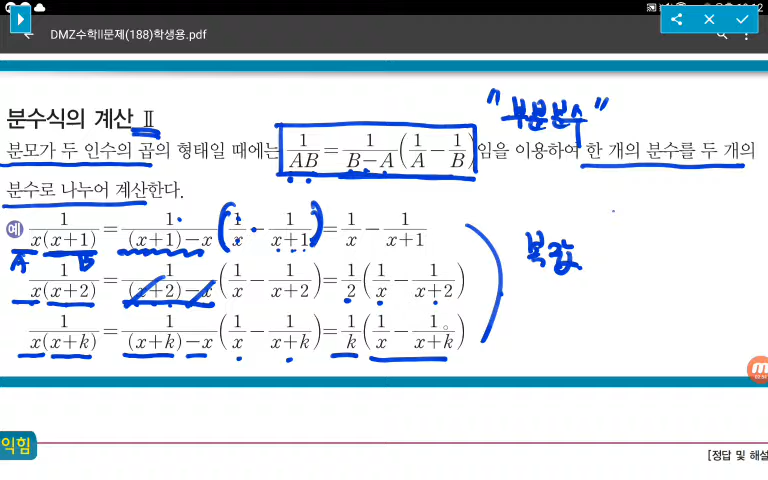 DMZ수학II문제(188)학생용.pdf
분수식의 계산 Ⅱ
"부분분수"
분모가 두 인수의 곱의 형태일 때에는 1/AB = 1/(B-A) (1/A - 1/B) 임을 이용하여 한 개의 분수를 두 개의
분수로 나누어 계산한다.
예 1/x(x+1) = 1/((x+1)-x) (1/x - 1/(x+1)) = 1/x - 1/(x+1)
A B
1/x(x+2) = 1/((x+2)-x) (1/x - 1/(x+2)) = 1/2 (1/x - 1/(x+2))
1/x(x+k) = 1/((x+k)-x) (1/x - 1/(x+k)) = 1/k (1/x - 1/(x+k))
익힘
[정답 및 해설